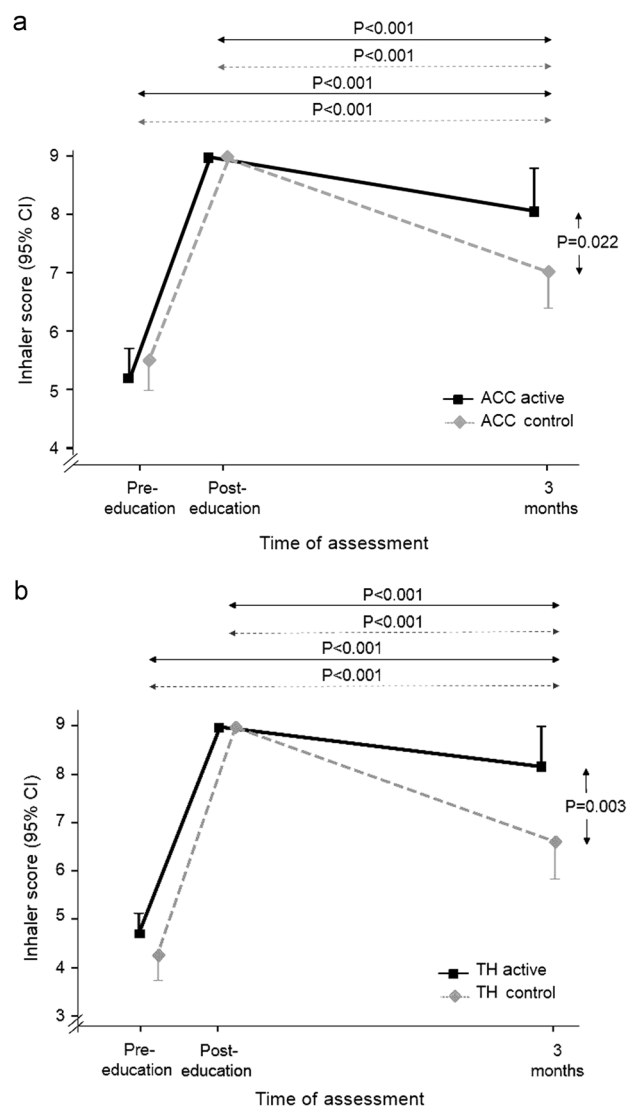 a
P<0.001
P<0.001
P<0.001
P<0.001
9
8
7
6
5
4
Inhaler score (95% CI)
P=0.022
ACC active
ACC control
Pre-
education
Post-
education
3
months
Time of assessment
b
P<0.001
P<0.001
P<0.001
P<0.001
9
8
7
6
5
4
3
Inhaler score (95% CI)
P=0.003
TH active
TH control
Pre-
education
Post-
education
3
months
Time of assessment